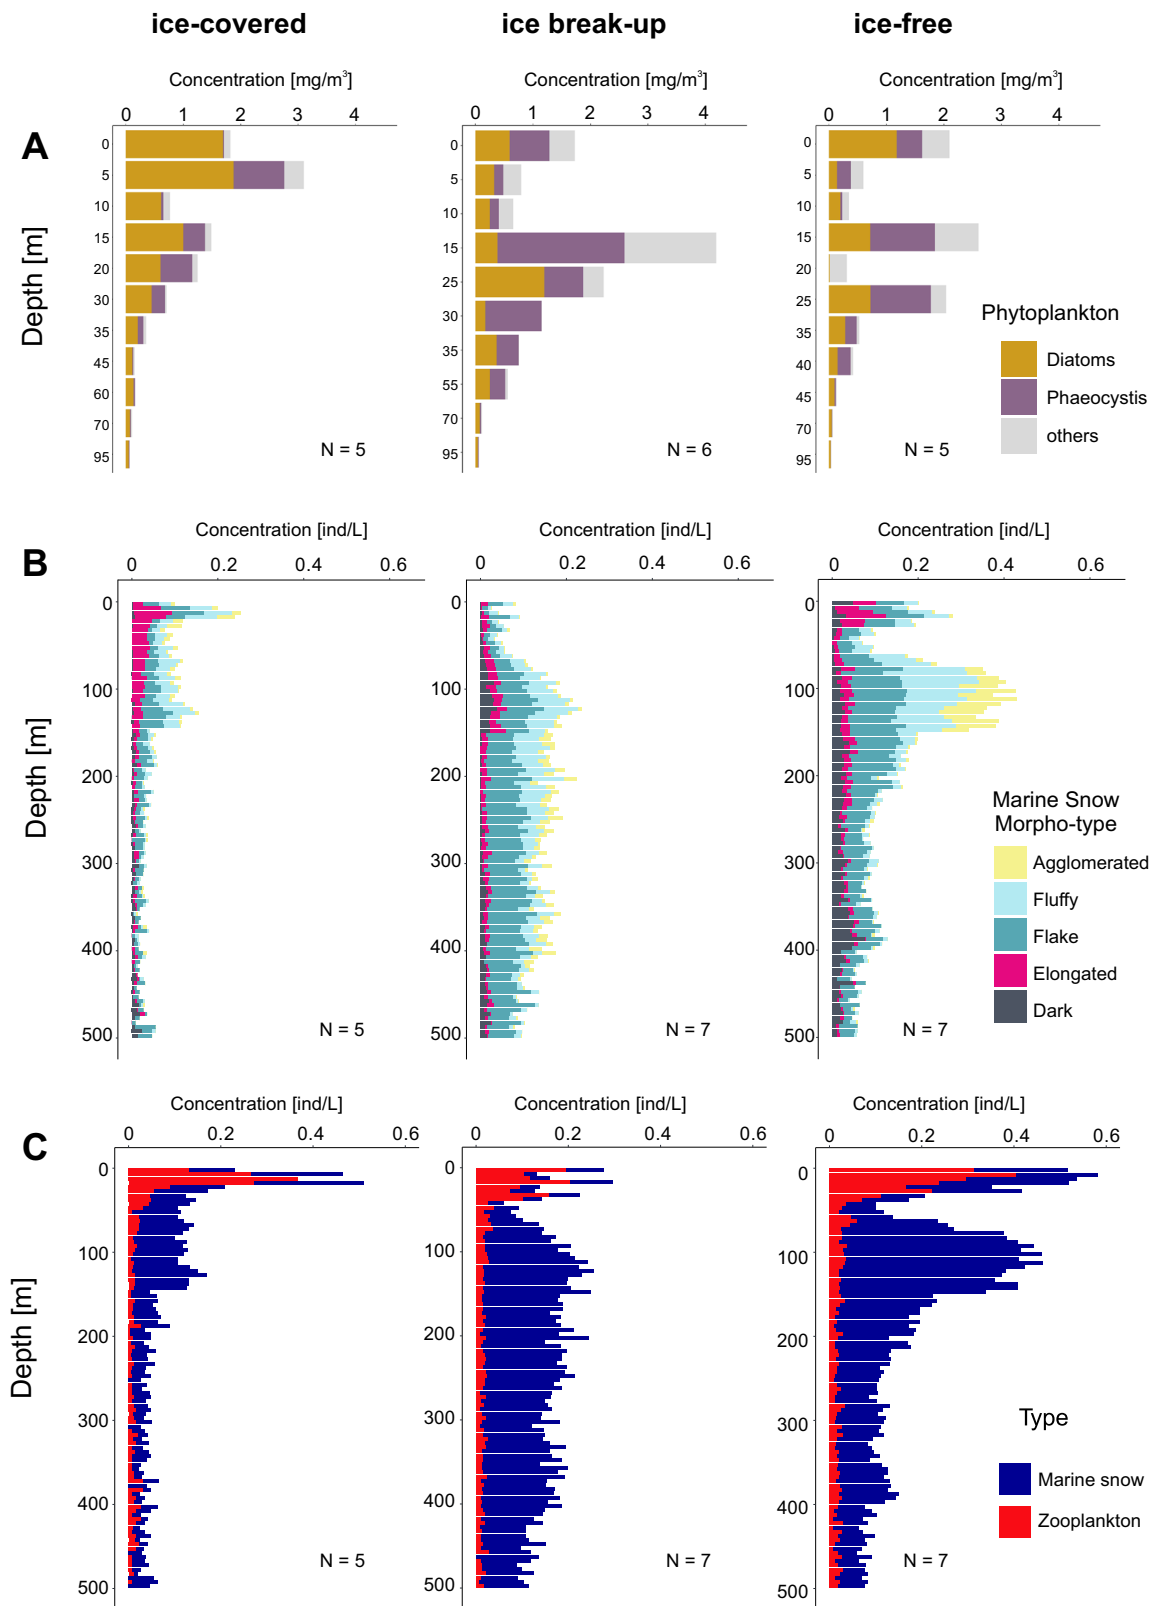 ice-covered
ice break-up
ice-free
Concentration [mg/m³]
Concentration [mg/m³]
Concentration [mg/m³]
0 1 2 3 4
0 1 2 3 4
0 1 2 3 4
A
Depth [m]
0
5
10
15
20
30
35
45
60
70
95
N = 5
0
5
10
15
25
30
35
55
70
95
N = 6
0
5
10
15
20
25
35
40
45
70
95
N = 5
Phytoplankton
Diatoms
Phaeocystis
others
Concentration [ind/L]
Concentration [ind/L]
Concentration [ind/L]
B
0 0.2 0.4 0.6
0 0.2 0.4 0.6
0 0.2 0.4 0.6
Depth [m]
0
100
200
300
400
500
N = 5
0
100
200
300
400
500
N = 7
0
100
200
300
400
500
N = 7
Marine Snow
Morpho-type
Agglomerated
Fluffy
Flake
Elongated
Dark
Concentration [ind/L]
Concentration [ind/L]
Concentration [ind/L]
C
0 0.2 0.4 0.6
0 0.2 0.4 0.6
0 0.2 0.4 0.6
Depth [m]
0
100
200
300
400
500
N = 5
0
100
200
300
400
500
N = 7
0
100
200
300
400
500
N = 7
Type
Marine snow
Zooplankton